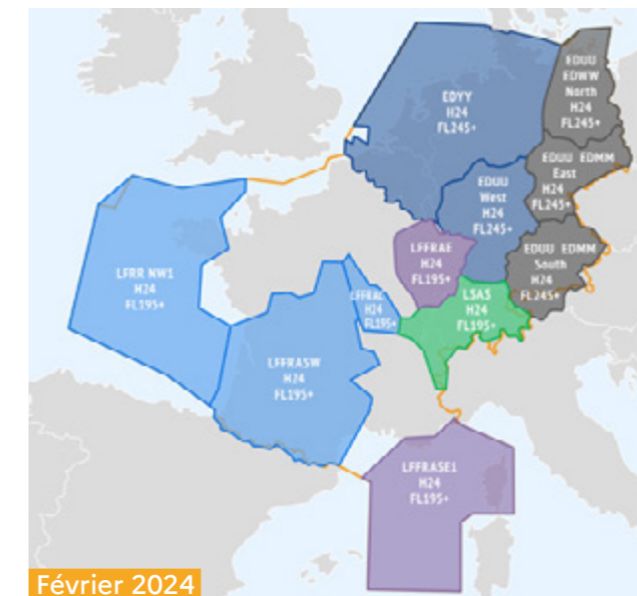 EDUU
EDWW
North
H24
FL245+
EDYY
H24
FL245+
EDUU EDMM
East
H24
FL245+
EDUU
West
H24
FL245+
EDUU EDMM
South
H24
FL245+
LFFRAE
H24
FL195+
LFRR NW1
H24
FL195+
LFFRAC
H24
FL195+
LSAS
H24
FL195+
LFFRASW
H24
FL195+
LFFRASE1
H24
FL195+
Février 2024